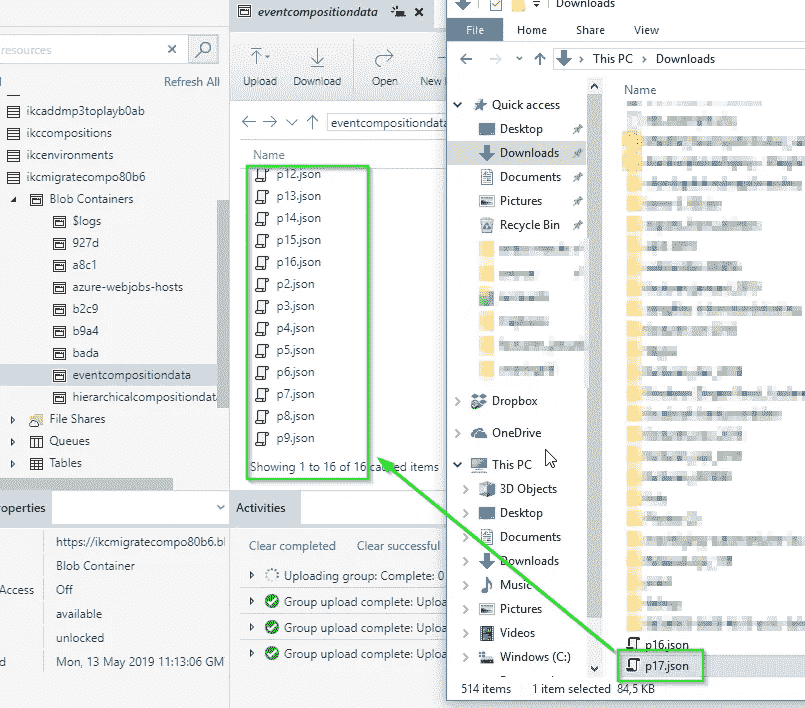 resources
Refresh All
ikcaddmp3toplayb0ab
ikccompositions
ikcenvironments
ikcmigratecompo80b6
Blob Containers
$logs
927d
a8c1
azure-webjobs-hosts
b2c9
b9a4
bada
eventcompositiondata
hierarchicalcompositiondat
File Shares
Queues
Tables
operties
https://ikcmigratecompo80b6.bl
Blob Container
Access
Off
available
unlocked
d
Mon, 13 May 2019 11:13:06 GM
eventcompositiondata
Upload
Download
Open
New
eventcompositiondata
Name
p12.json
p13.json
p14.json
p15.json
p16.json
p2.json
p3.json
p4.json
p5.json
p6.json
p7.json
p8.json
p9.json
Showing 1 to 16 of 16 cached items
Activities
Clear completed
Clear successful
Uploading group: Complete: 0
Group upload complete: Uploa
Group upload complete: Uploa
Group upload complete: Uploa
Downloads
File
Home
Share
View
This PC
Downloads
Name
Quick access
Desktop
Downloads
Documents
Pictures
Recycle Bin
Dropbox
OneDrive
This PC
3D Objects
Desktop
Documents
Downloads
Music
Pictures
Videos
Windows (C:)
p16.json
p17.json
514 items
1 item selected
84,5 KB